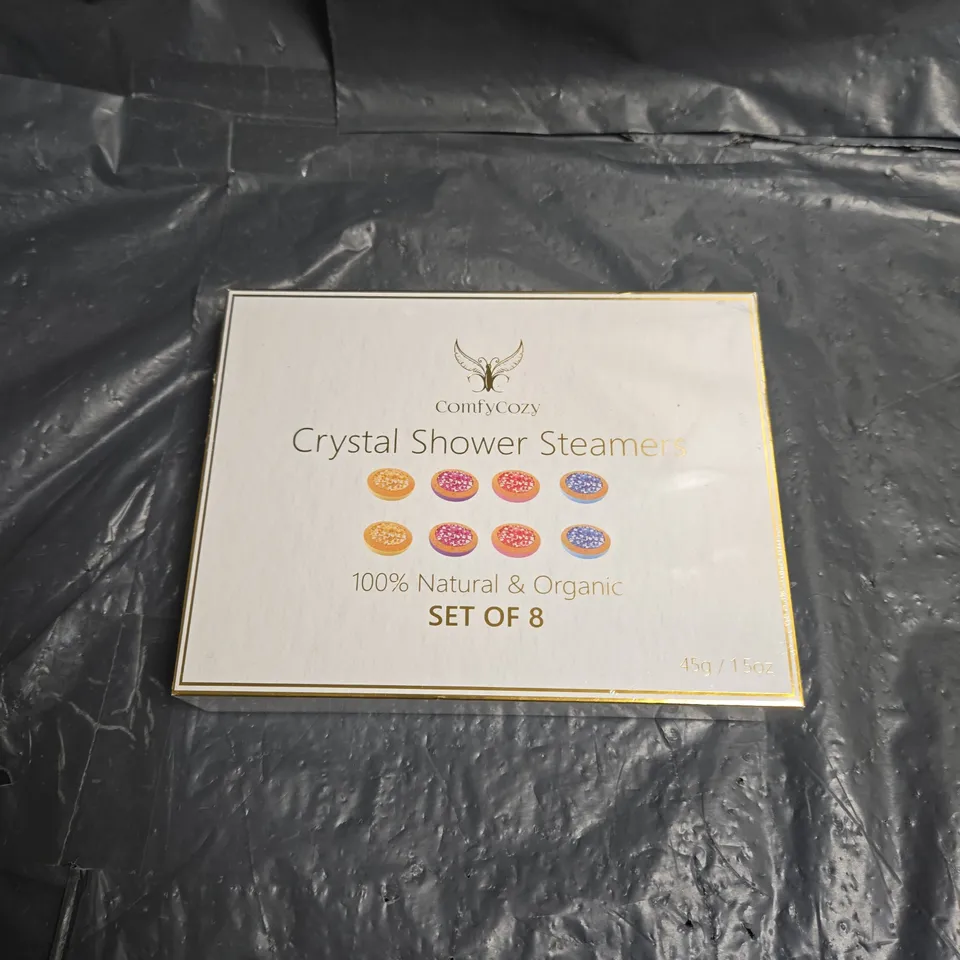 ComfyCozy
Crystal Shower Steamers
100% Natural & Organic
SET OF 8
45g / 1.5oz